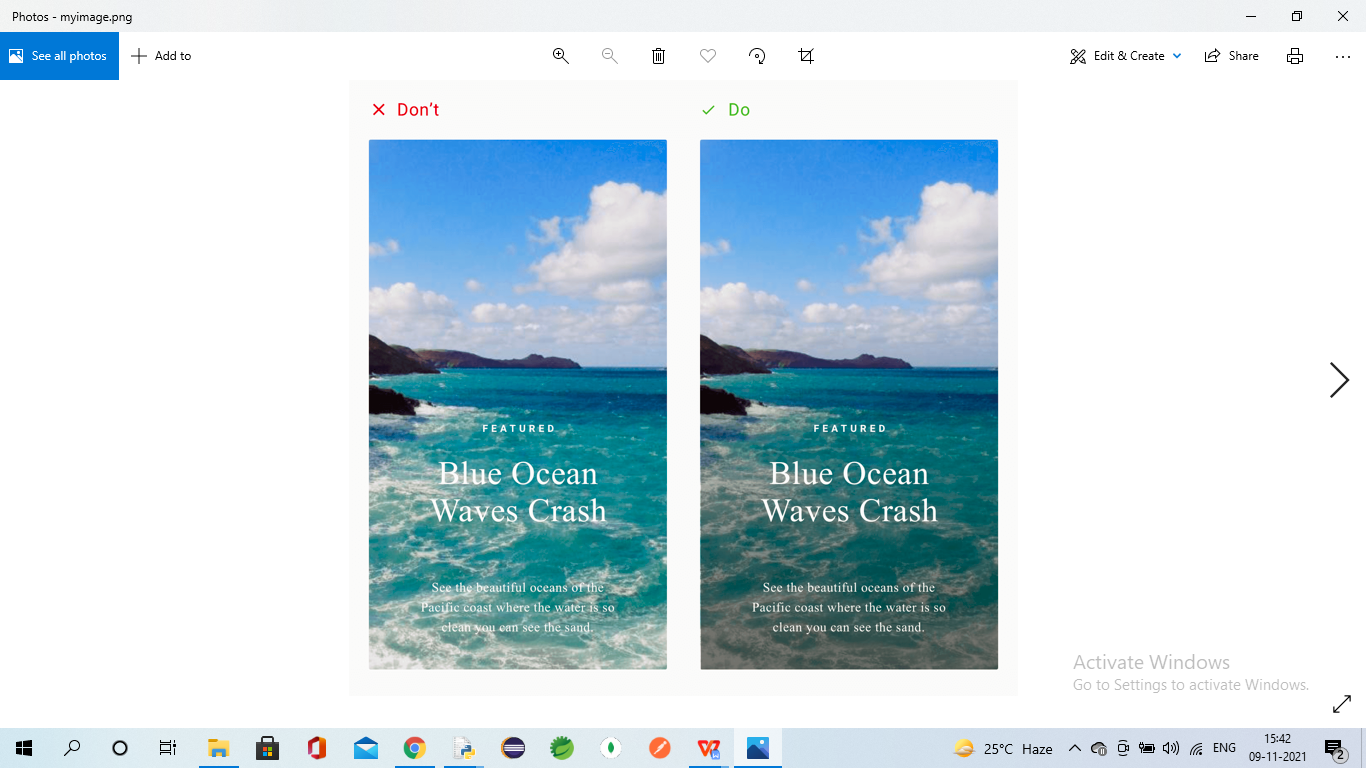 Photos - myimage.png
See all photos
Add to
Edit & Create
Share
Don't
Do
FEATURED
Blue Ocean
Waves Crash
See the beautiful oceans of the
Pacific coast where the water is so
clean you can see the sand.
FEATURED
Blue Ocean
Waves Crash
See the beautiful oceans of the
Pacific coast where the water is so
clean you can see the sand.
Activate Windows
Go to Settings to activate Windows.
25°C Haze
ENG
15:42
09-11-2021
2